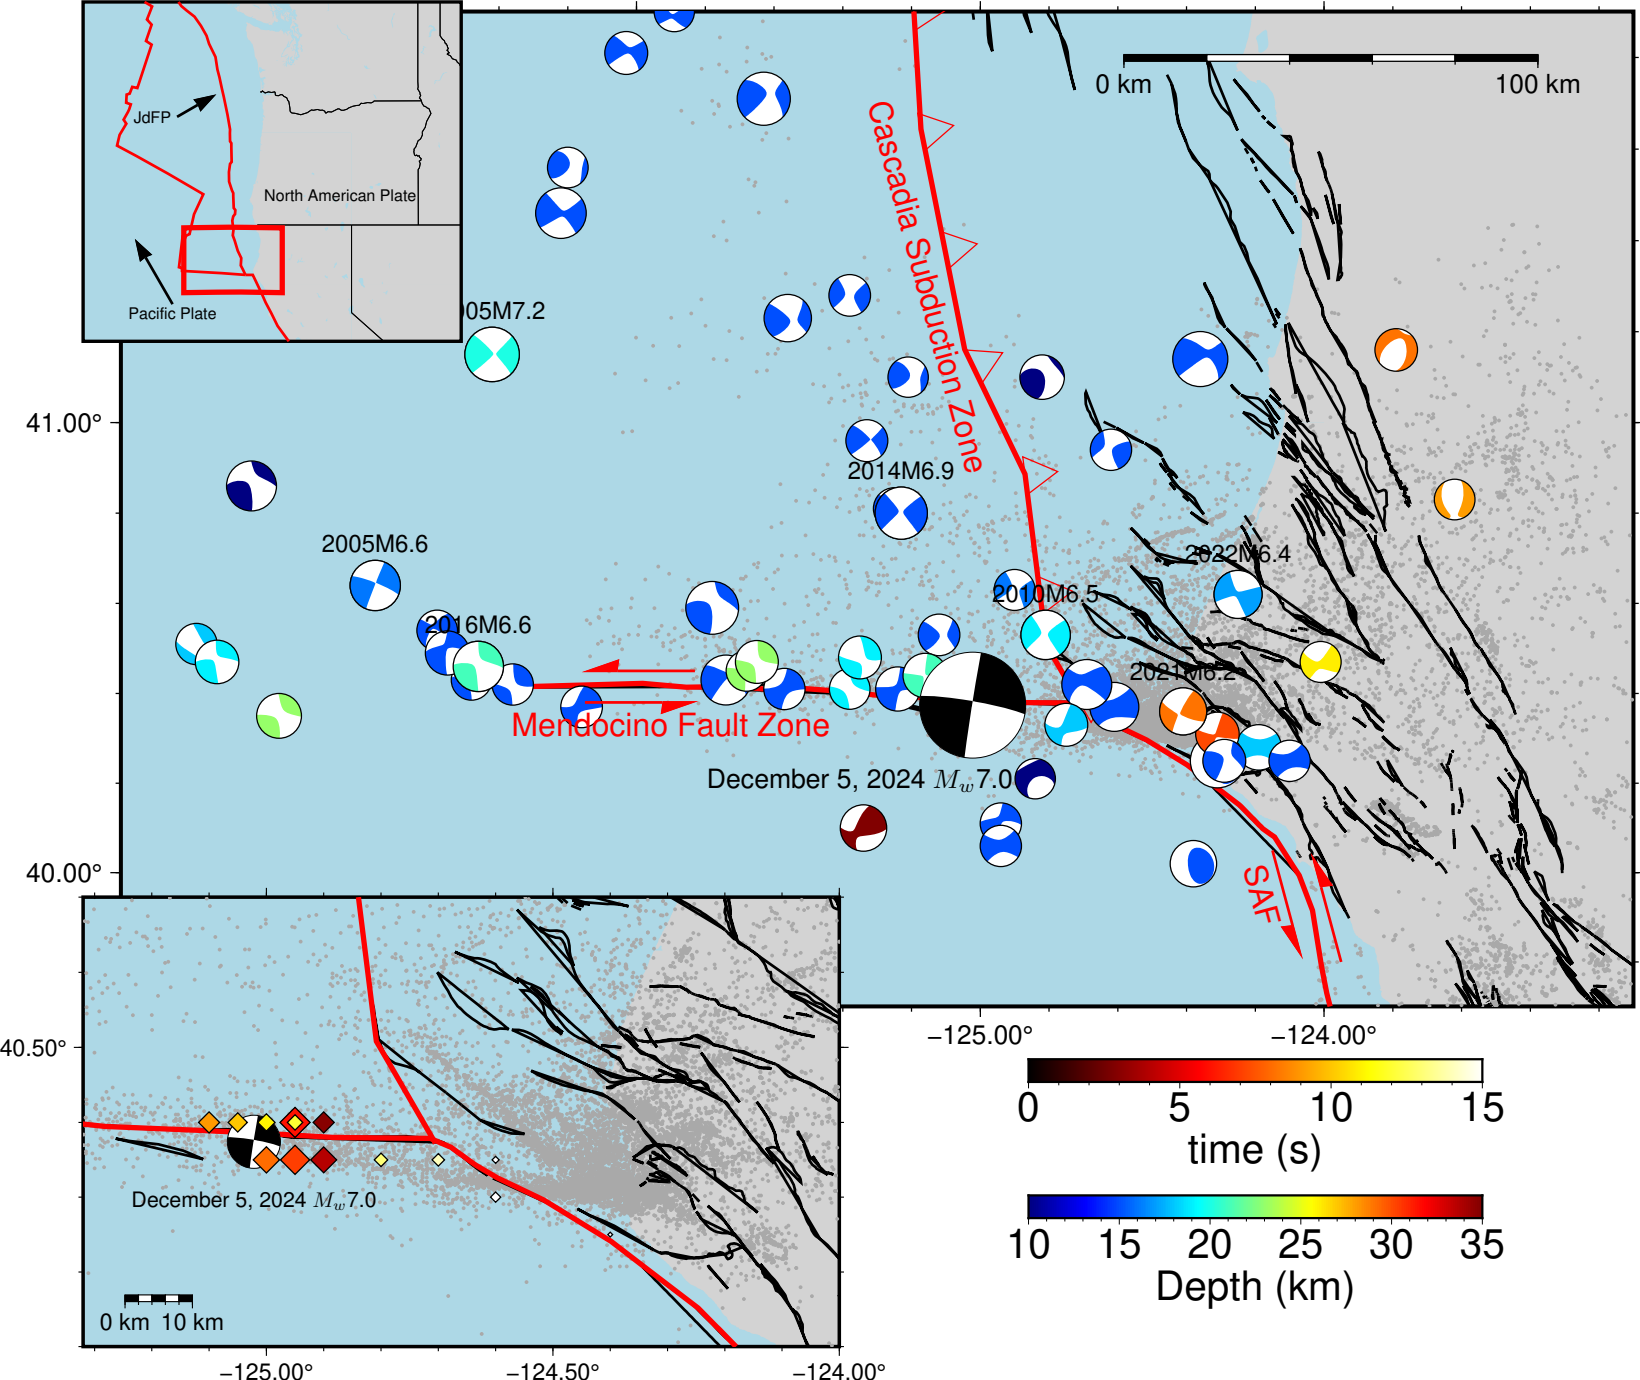 JdFP
North American Plate
Pacific Plate
0 km
100 km
Cascadia Subduction Zone
05M7.2
41.00°
2014M6.9
2005M6.6
2022M6.4
2010M6.5
2016M6.6
2021M6.2
Mendocino Fault Zone
December 5, 2024 Mw7.0
40.00°
SAF
−125.00°
−124.00°
40.50°
December 5, 2024 Mw7.0
0 km 10 km
−125.00°
−124.50°
−124.00°
0 5 10 15
time (s)
10 15 20 25 30 35
Depth (km)